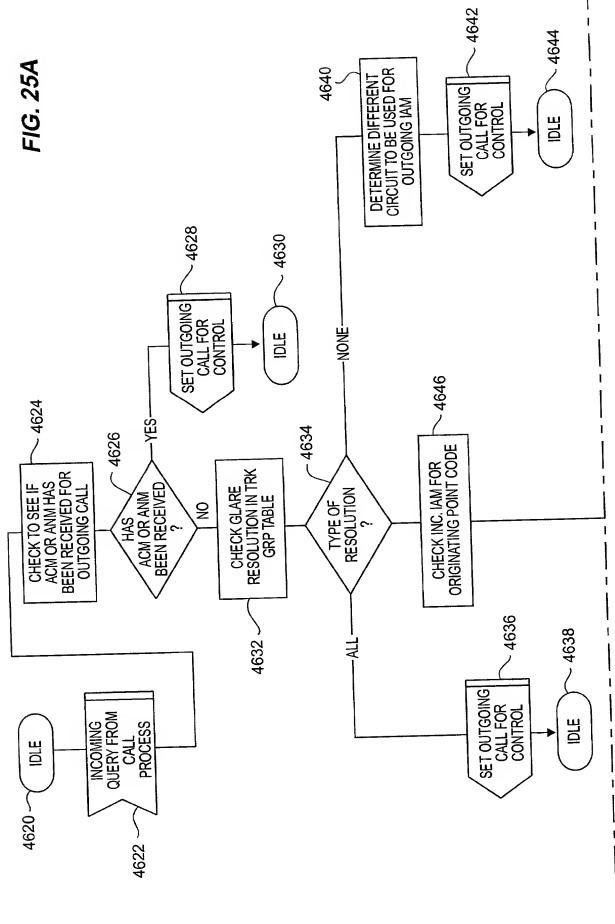 FIG. 25A
4620
IDLE
4622
INCOMING
QUERY FROM
CALL
PROCESS
4624
CHECK TO SEE IF
ACM OR ANM HAS
BEEN RECEIVED FOR
OUTGOING CALL
4626
HAS
ACM OR ANM
BEEN RECEIVED
?
YES
4628
SET OUTGOING
CALL FOR
CONTROL
4630
IDLE
NO
4632
CHECK GLARE
RESOLUTION IN TRK
GRP TABLE
4634
TYPE OF
RESOLUTION
?
ALL
4636
SET OUTGOING
CALL FOR
CONTROL
4638
IDLE
NONE
4640
DETERMINE DIFFERENT
CIRCUIT TO BE USED FOR
OUTGOING IAM
4642
SET OUTGOING
CALL FOR
CONTROL
4644
IDLE
4646
CHECK INC. IAM FOR
ORIGINATING POINT CODE